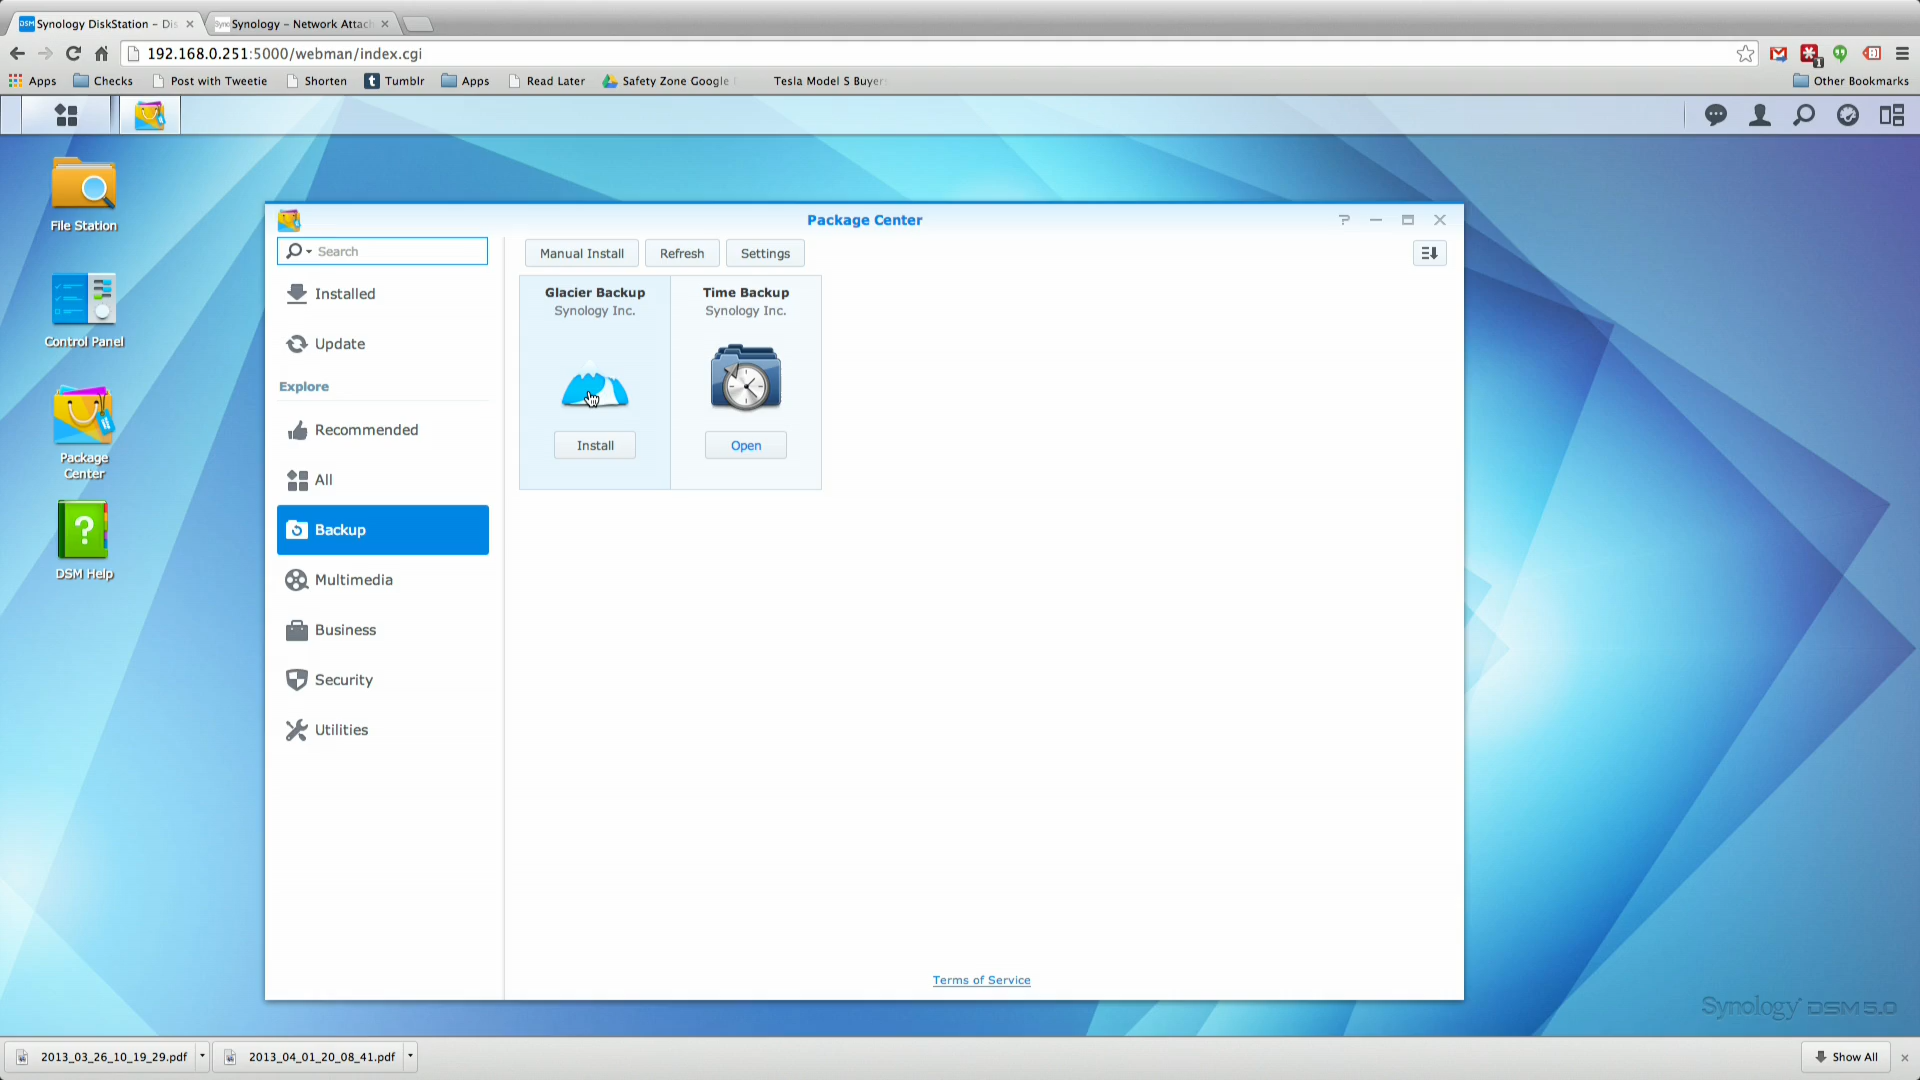 Synology DiskStation - Dis
Synology - Network Attac
192.168.0.251:5000/webman/index.cgi
Apps
Checks
Post with Tweetie
Shorten
Tumblr
Apps
Read Later
Safety Zone Google
Tesla Model S Buyer
Other Bookmarks
File Station
Control Panel
Package
Center
DSM Help
Package Center
Search
Manual Install
Refresh
Settings
Installed
Update
Explore
Recommended
All
Backup
Multimedia
Business
Security
Utilities
Glacier Backup
Synology Inc.
Install
Time Backup
Synology Inc.
Open
Terms of Service
Synology DSM 5.0
2013_03_26_10_19_29.pdf
2013_04_01_20_08_41.pdf
Show All